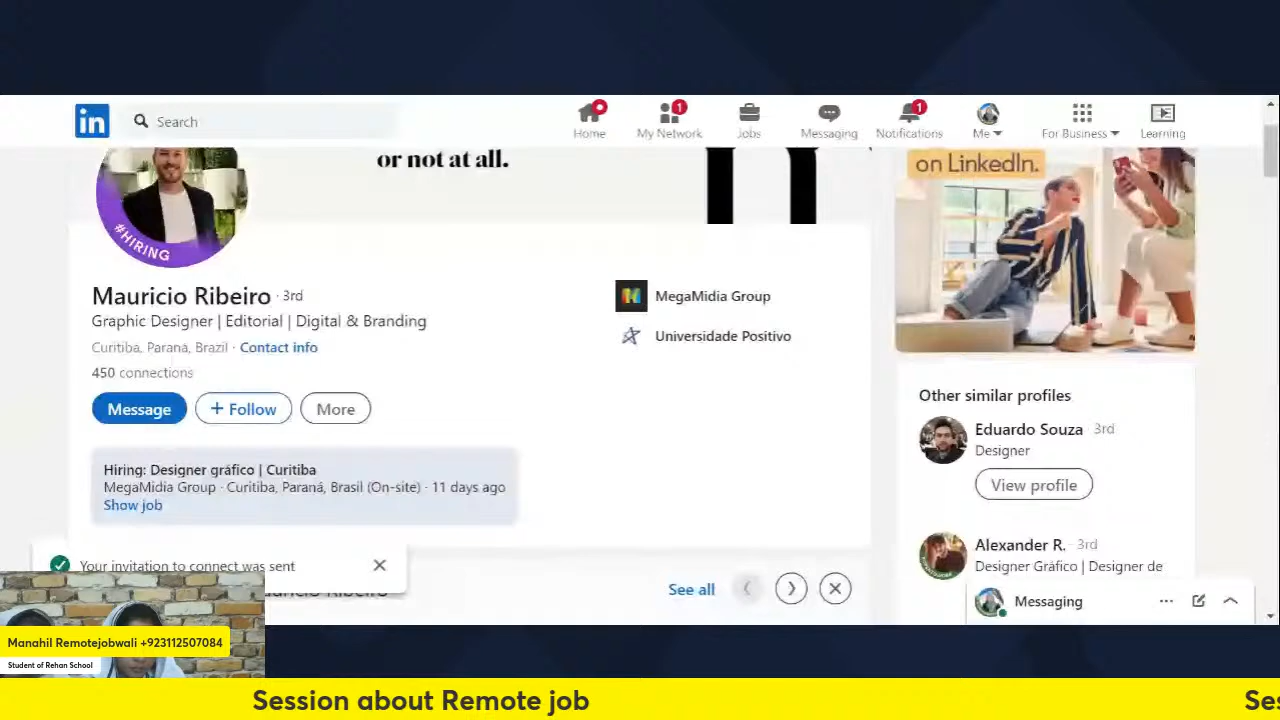 or not at all.
in
Search
1
1
Home
My Network
Jobs
Messaging
Notifications
Me
For Business
Learning
on LinkedIn.
#HIRING
Mauricio Ribeiro · 3rd
Graphic Designer | Editorial | Digital & Branding
Curitiba, Paraná, Brazil · Contact info
450 connections
Message
+ Follow
More
MegaMidia Group
Universidade Positivo
Hiring: Designer gráfico | Curitiba
MegaMidia Group · Curitiba, Paraná, Brasil (On-site) · 11 days ago
Show job
Other similar profiles
Eduardo Souza · 3rd
Designer
View profile
Alexander R. · 3rd
Designer Gráfico | Designer de
Your invitation to connect was sent
See all
Messaging
Manahil Remotejobwali +923112507084
Student of Rehan School
Session about Remote job
Ses